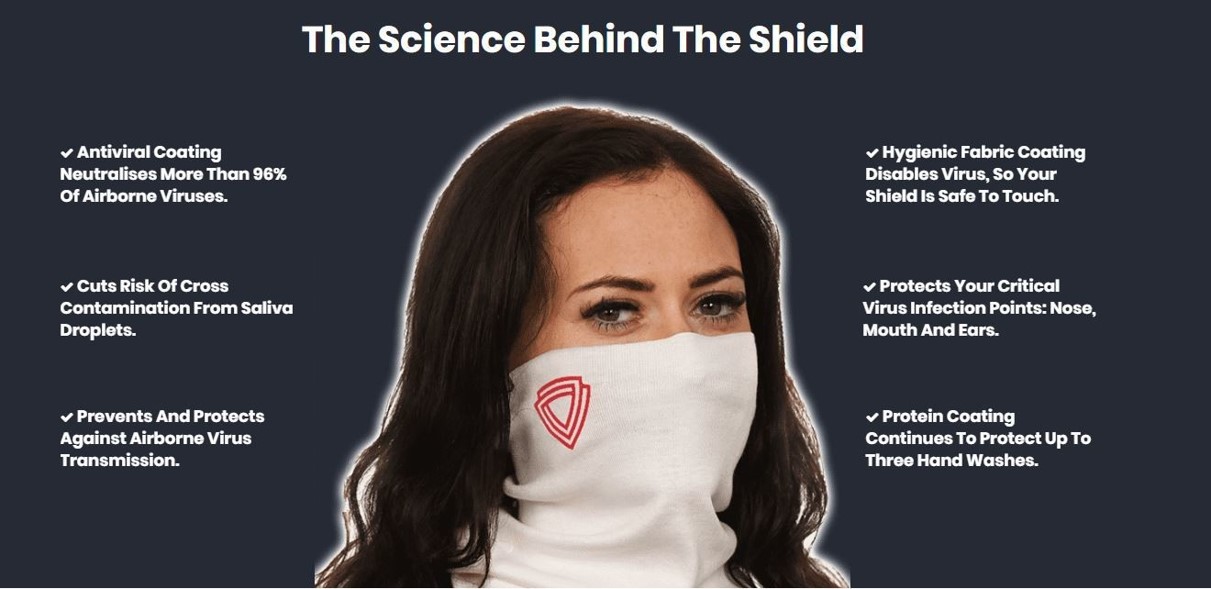 The Science Behind The Shield
✓ Antiviral Coating
Neutralises More Than 96%
Of Airborne Viruses.
✓ Cuts Risk Of Cross
Contamination From Saliva
Droplets.
✓ Prevents And Protects
Against Airborne Virus
Transmission.
✓ Hygienic Fabric Coating
Disables Virus, So Your
Shield Is Safe To Touch.
✓ Protects Your Critical
Virus Infection Points: Nose,
Mouth And Ears.
✓ Protein Coating
Continues To Protect Up To
Three Hand Washes.